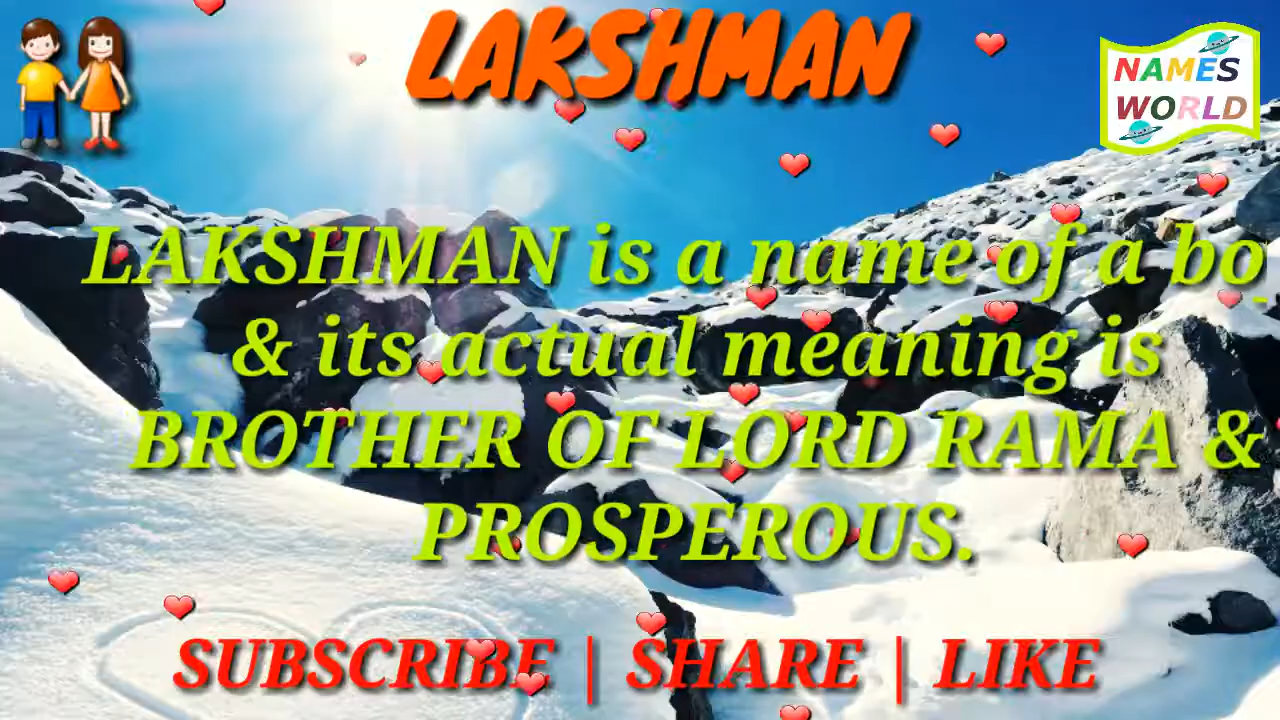 LAKSHMAN
NAMES
WORLD
LAKSHMAN is a name of a bo
& its actual meaning is
BROTHER OF LORD RAMA &
PROSPEROUS.
SUBSCRIBE | SHARE | LIKE